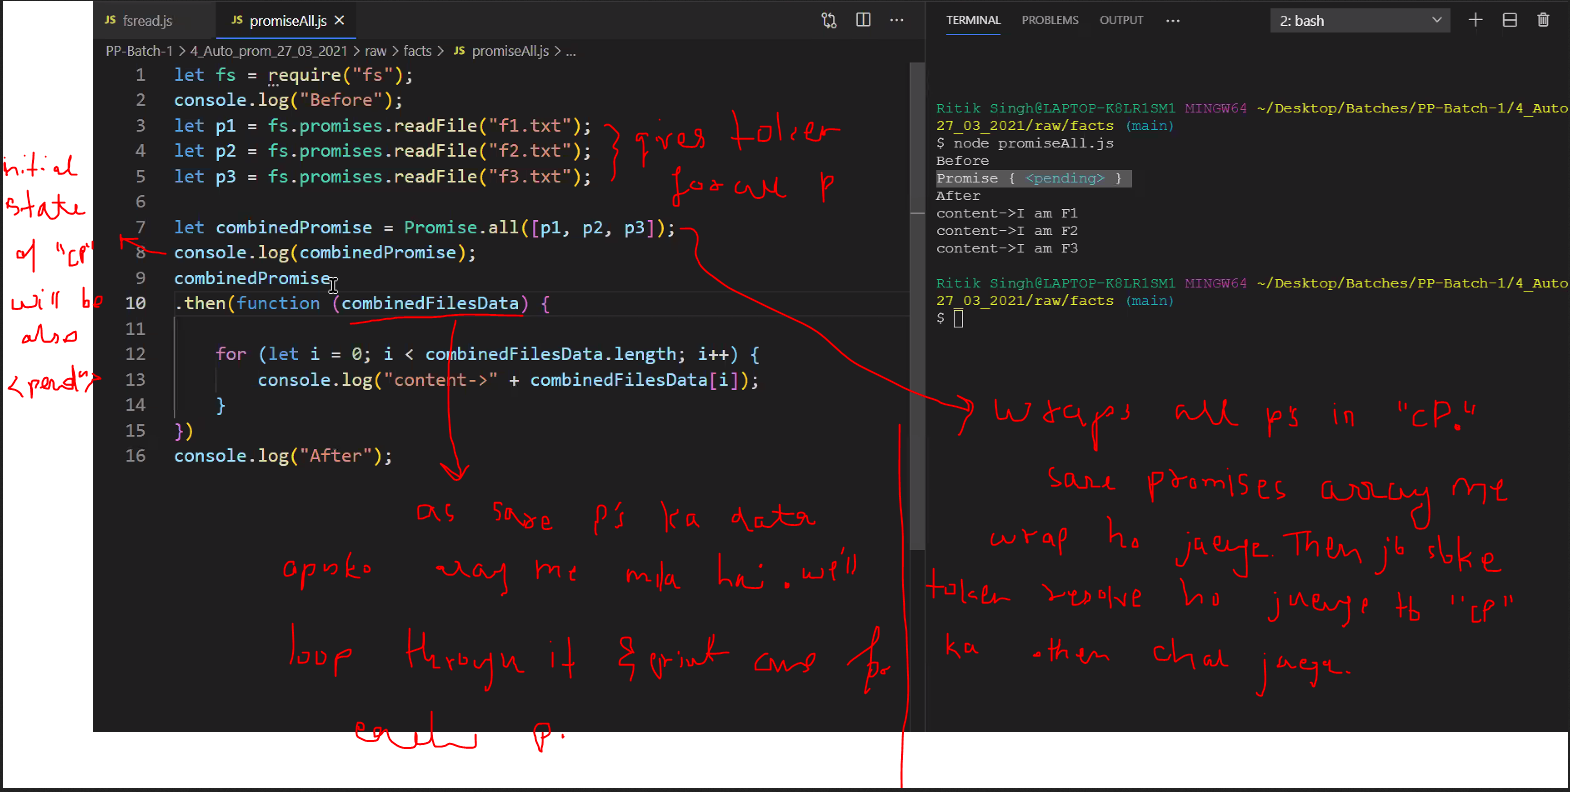 JS fsread.js
JS promiseAll.js ×
PP-Batch-1 > 4_Auto_prom_27_03_2021 > raw > facts > JS promiseAll.js > ...
1 let fs = require("fs");
2 console.log("Before");
3 let p1 = fs.promises.readFile("f1.txt");
4 let p2 = fs.promises.readFile("f2.txt");
5 let p3 = fs.promises.readFile("f3.txt");
6
7 let combinedPromise = Promise.all([p1, p2, p3]);
8 console.log(combinedPromise);
9 combinedPromise
10 .then(function (combinedFilesData) {
11
12 for (let i = 0; i < combinedFilesData.length; i++) {
13 console.log("content->" + combinedFilesData[i]);
14 }
15 })
16 console.log("After");
gives token
for all p
initial
state
of "CP"
will be
also
<pend">
as sare p's ka data
apsko array me mila hai. we'll
loop through it & print ans for
each p.
TERMINAL PROBLEMS OUTPUT ...
2: bash
Ritik Singh@LAPTOP-K8LR1SM1 MINGW64 ~/Desktop/Batches/PP-Batch-1/4_Auto
27_03_2021/raw/facts (main)
$ node promiseAll.js
Before
Promise { <pending> }
After
content->I am F1
content->I am F2
content->I am F3
Ritik Singh@LAPTOP-K8LR1SM1 MINGW64 ~/Desktop/Batches/PP-Batch-1/4_Auto
27_03_2021/raw/facts (main)
$
wraps all p's in "CP."
sare promises array me
wrap ho jaenge. Then jb sbke
token resolve ho jaenge tb "CP"
ka .then chal jaega.